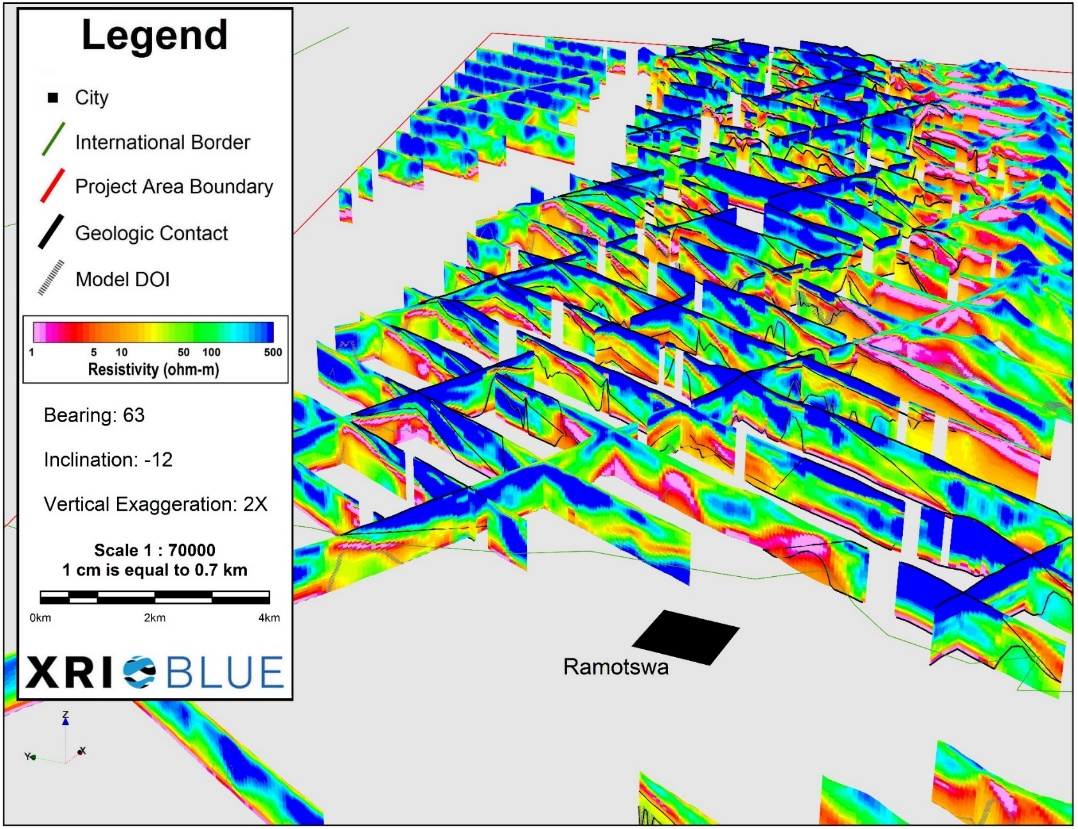 Legend
City
International Border
Project Area Boundary
Geologic Contact
Model DOI
1 5 10 50 100 500
Resistivity (ohm-m)
Bearing: 63
Inclination: -12
Vertical Exaggeration: 2X
Scale 1 : 70000
1 cm is equal to 0.7 km
0km 2km 4km
XRI BLUE
Ramotswa
Z
Y X